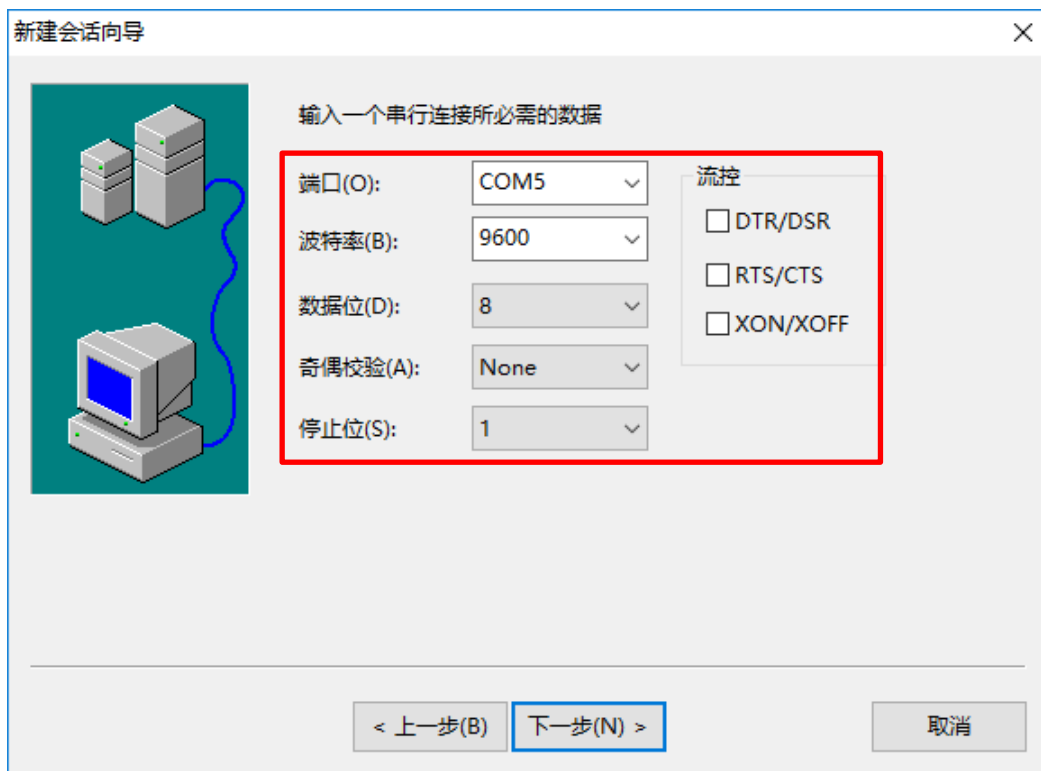 新建会话向导
输入一个串行连接所必需的数据
端口(O): COM5
波特率(B): 9600
数据位(D): 8
奇偶校验(A): None
停止位(S): 1
流控
DTR/DSR
RTS/CTS
XON/XOFF
< 上一步(B) 下一步(N) > 取消